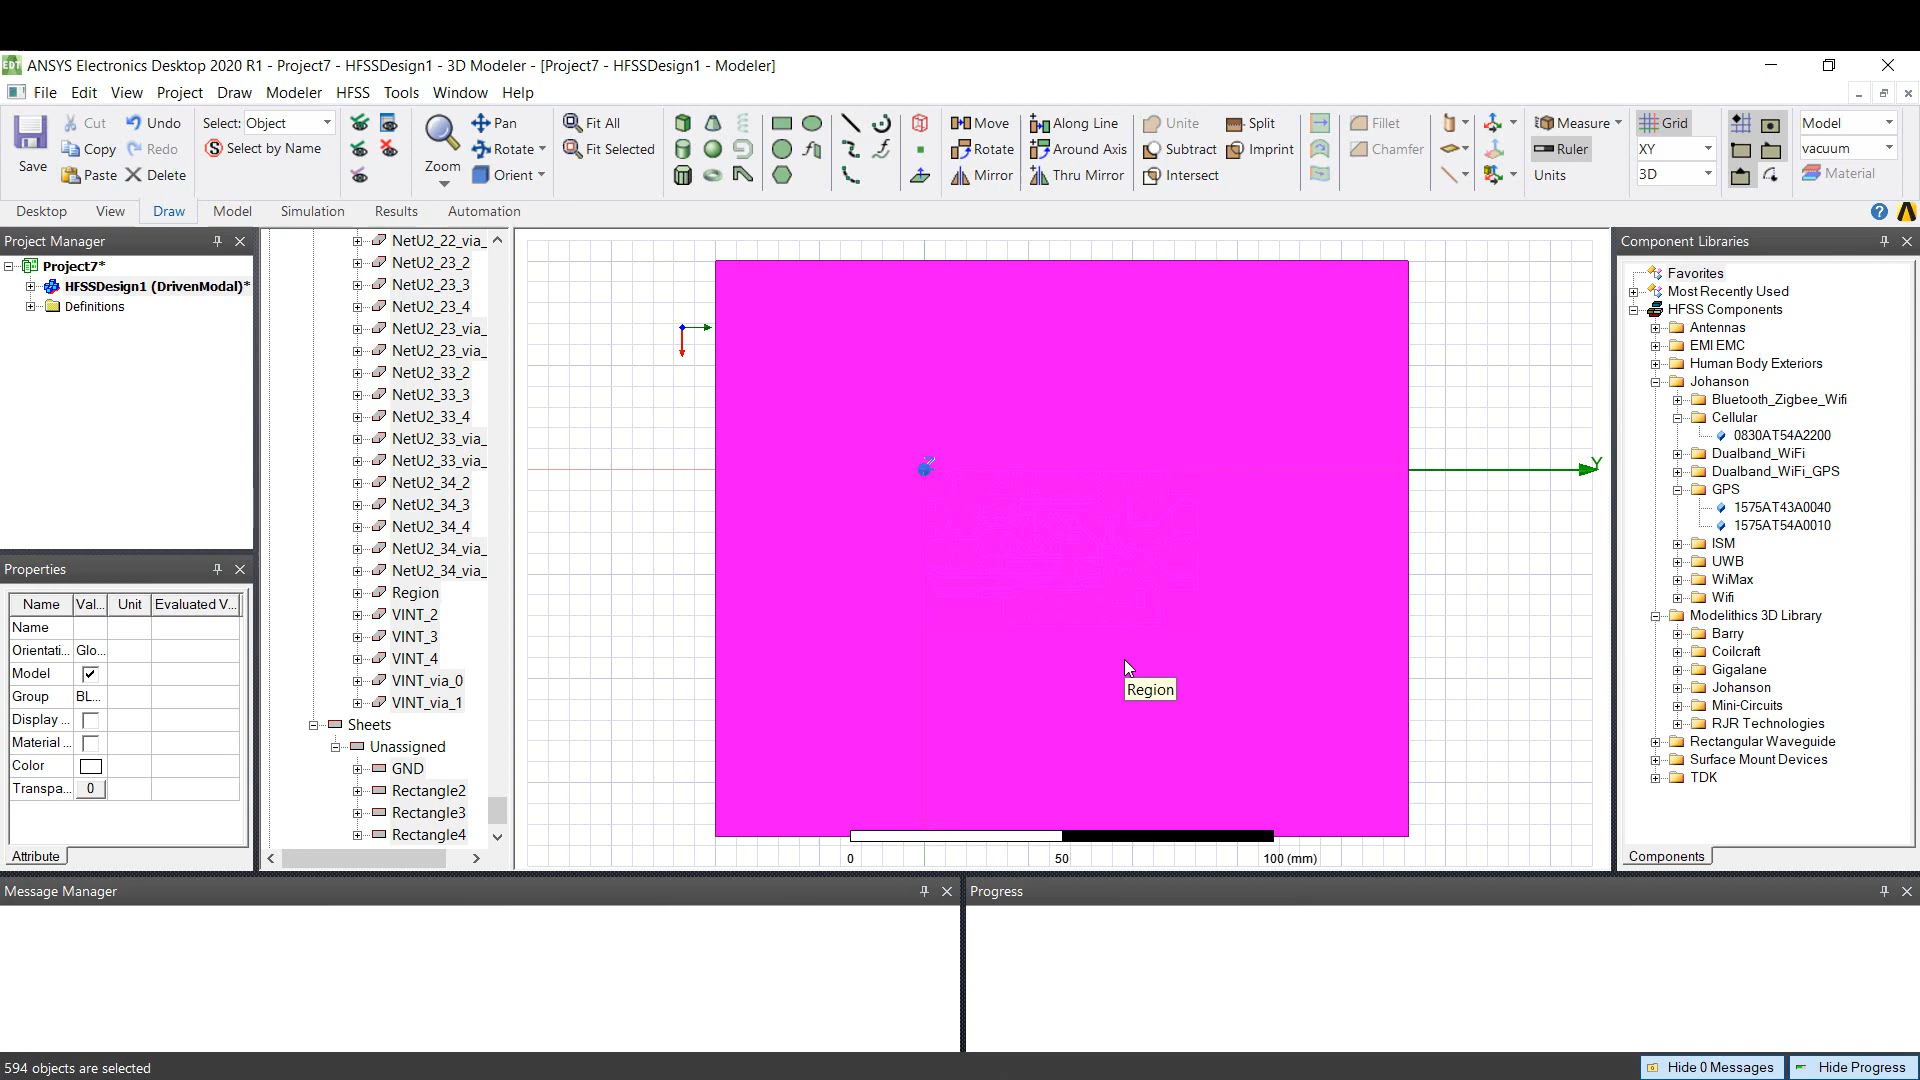 ANSYS Electronics Desktop 2020 R1 - Project7 - HFSSDesign1 - 3D Modeler - [Project7 - HFSSDesign1 - Modeler]
File Edit View Project Draw Modeler HFSS Tools Window Help
Save
Cut
Copy
Paste
Undo
Redo
Delete
Select: Object
Select by Name
Zoom
Pan
Rotate
Orient
Fit All
Fit Selected
Move
Rotate
Mirror
Along Line
Around Axis
Thru Mirror
Unite
Subtract
Intersect
Split
Imprint
Fillet
Chamfer
Measure
Ruler
Units
Grid
XY
3D
Model
vacuum
Material
Desktop View Draw Model Simulation Results Automation
Project Manager
Project7*
HFSSDesign1 (DrivenModal)*
Definitions
Properties
Name Val... Unit Evaluated V...
Name
Orientati... Glo...
Model
Group BL...
Display ...
Material ...
Color
Transpa... 0
Attribute
NetU2_22_via_
NetU2_23_2
NetU2_23_3
NetU2_23_4
NetU2_23_via_
NetU2_23_via_
NetU2_33_2
NetU2_33_3
NetU2_33_4
NetU2_33_via_
NetU2_33_via_
NetU2_34_2
NetU2_34_3
NetU2_34_4
NetU2_34_via_
NetU2_34_via_
Region
VINT_2
VINT_3
VINT_4
VINT_via_0
VINT_via_1
Sheets
Unassigned
GND
Rectangle2
Rectangle3
Rectangle4
Z
Y
Region
0 50 100 (mm)
Component Libraries
Favorites
Most Recently Used
HFSS Components
Antennas
EMI EMC
Human Body Exteriors
Johanson
Bluetooth_Zigbee_Wifi
Cellular
0830AT54A2200
Dualband_WiFi
Dualband_WiFi_GPS
GPS
1575AT43A0040
1575AT54A0010
ISM
UWB
WiMax
Wifi
Modelithics 3D Library
Barry
Coilcraft
Gigalane
Johanson
Mini-Circuits
RJR Technologies
Rectangular Waveguide
Surface Mount Devices
TDK
Components
Message Manager
Progress
594 objects are selected
Hide 0 Messages
Hide Progress